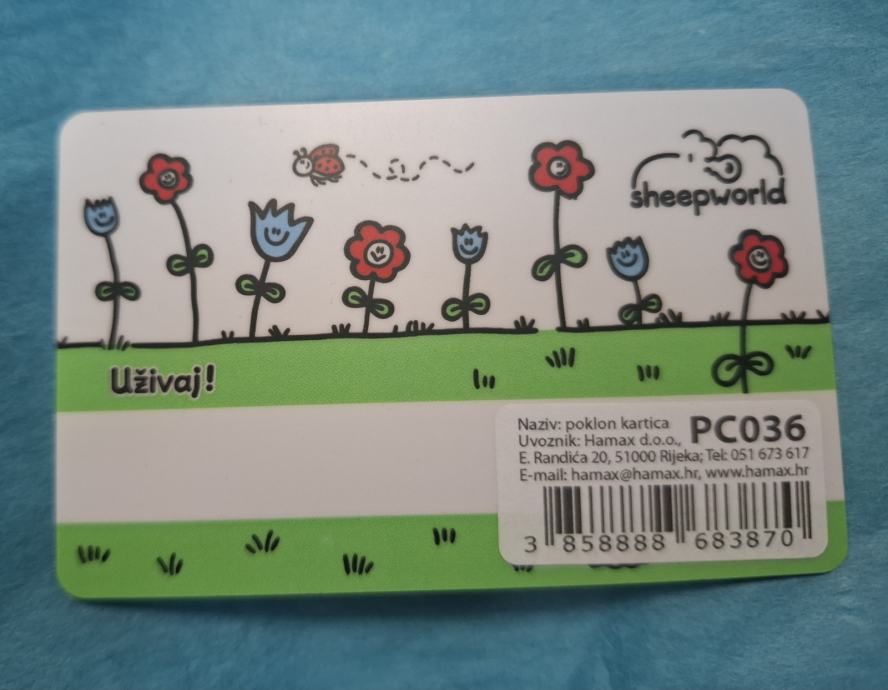 sheepworld
Uživaj!
Naziv: poklon kartica
PC036
Uvoznik: Hamax d.o.o.,
E. Randića 20, 51000 Rijeka; Tel: 051 673 617
E-mail: hamax@hamax.hr, www.hamax.hr
3 858888 683870